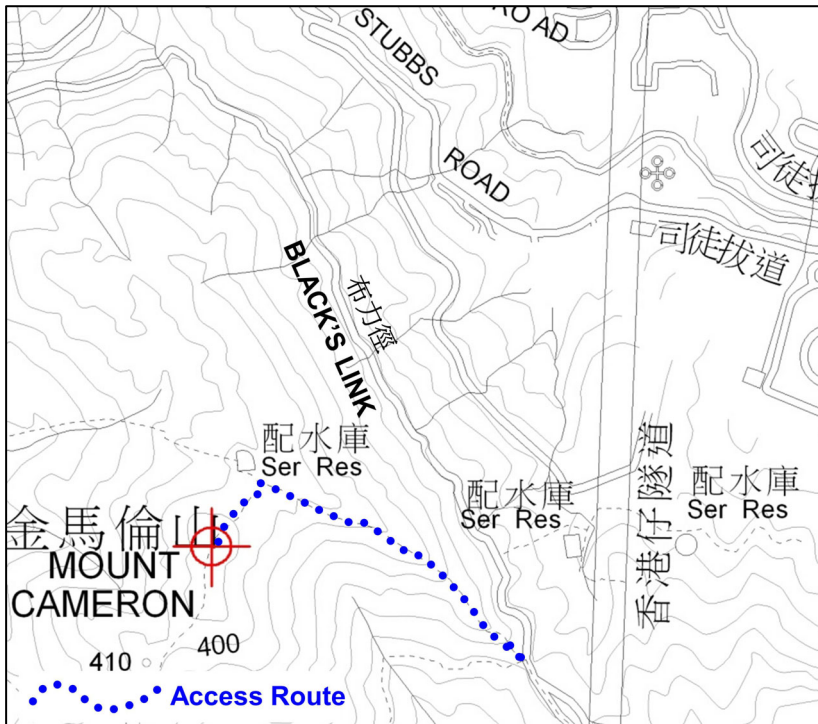 RO AD
STUBBS
ROAD
司徒拔
司徒拔道
BLACK'S LINK
布力徑
配水庫
Ser Res
配水庫
Ser Res
配水庫
Ser Res
香港仔隧道
金馬倫山
MOUNT
CAMERON
400
410
Access Route